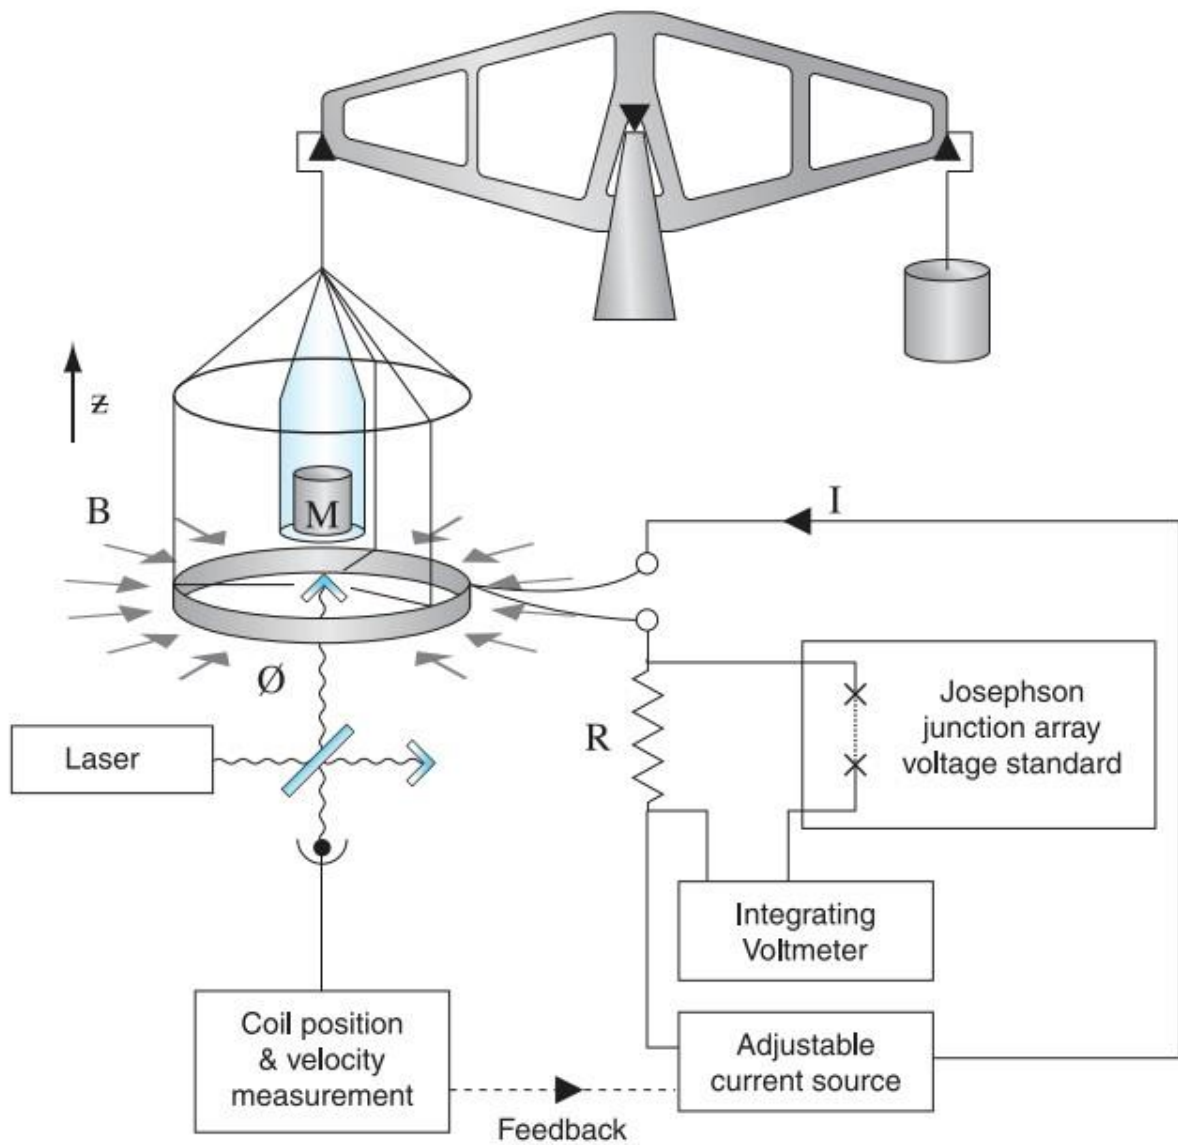 z
B
M
I
Ø
Laser
R
Josephson
junction array
voltage standard
Integrating
Voltmeter
Coil position
& velocity
measurement
Adjustable
current source
Feedback